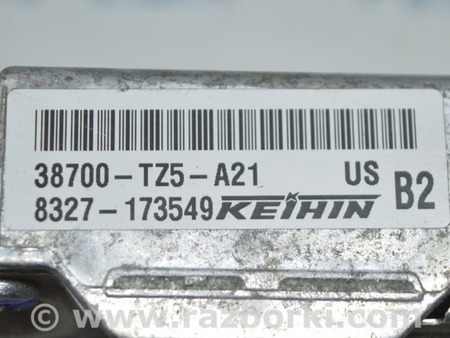 38700-TZ5-A21 US
8327-173549 KEIHIN B2
© www.razborki.com